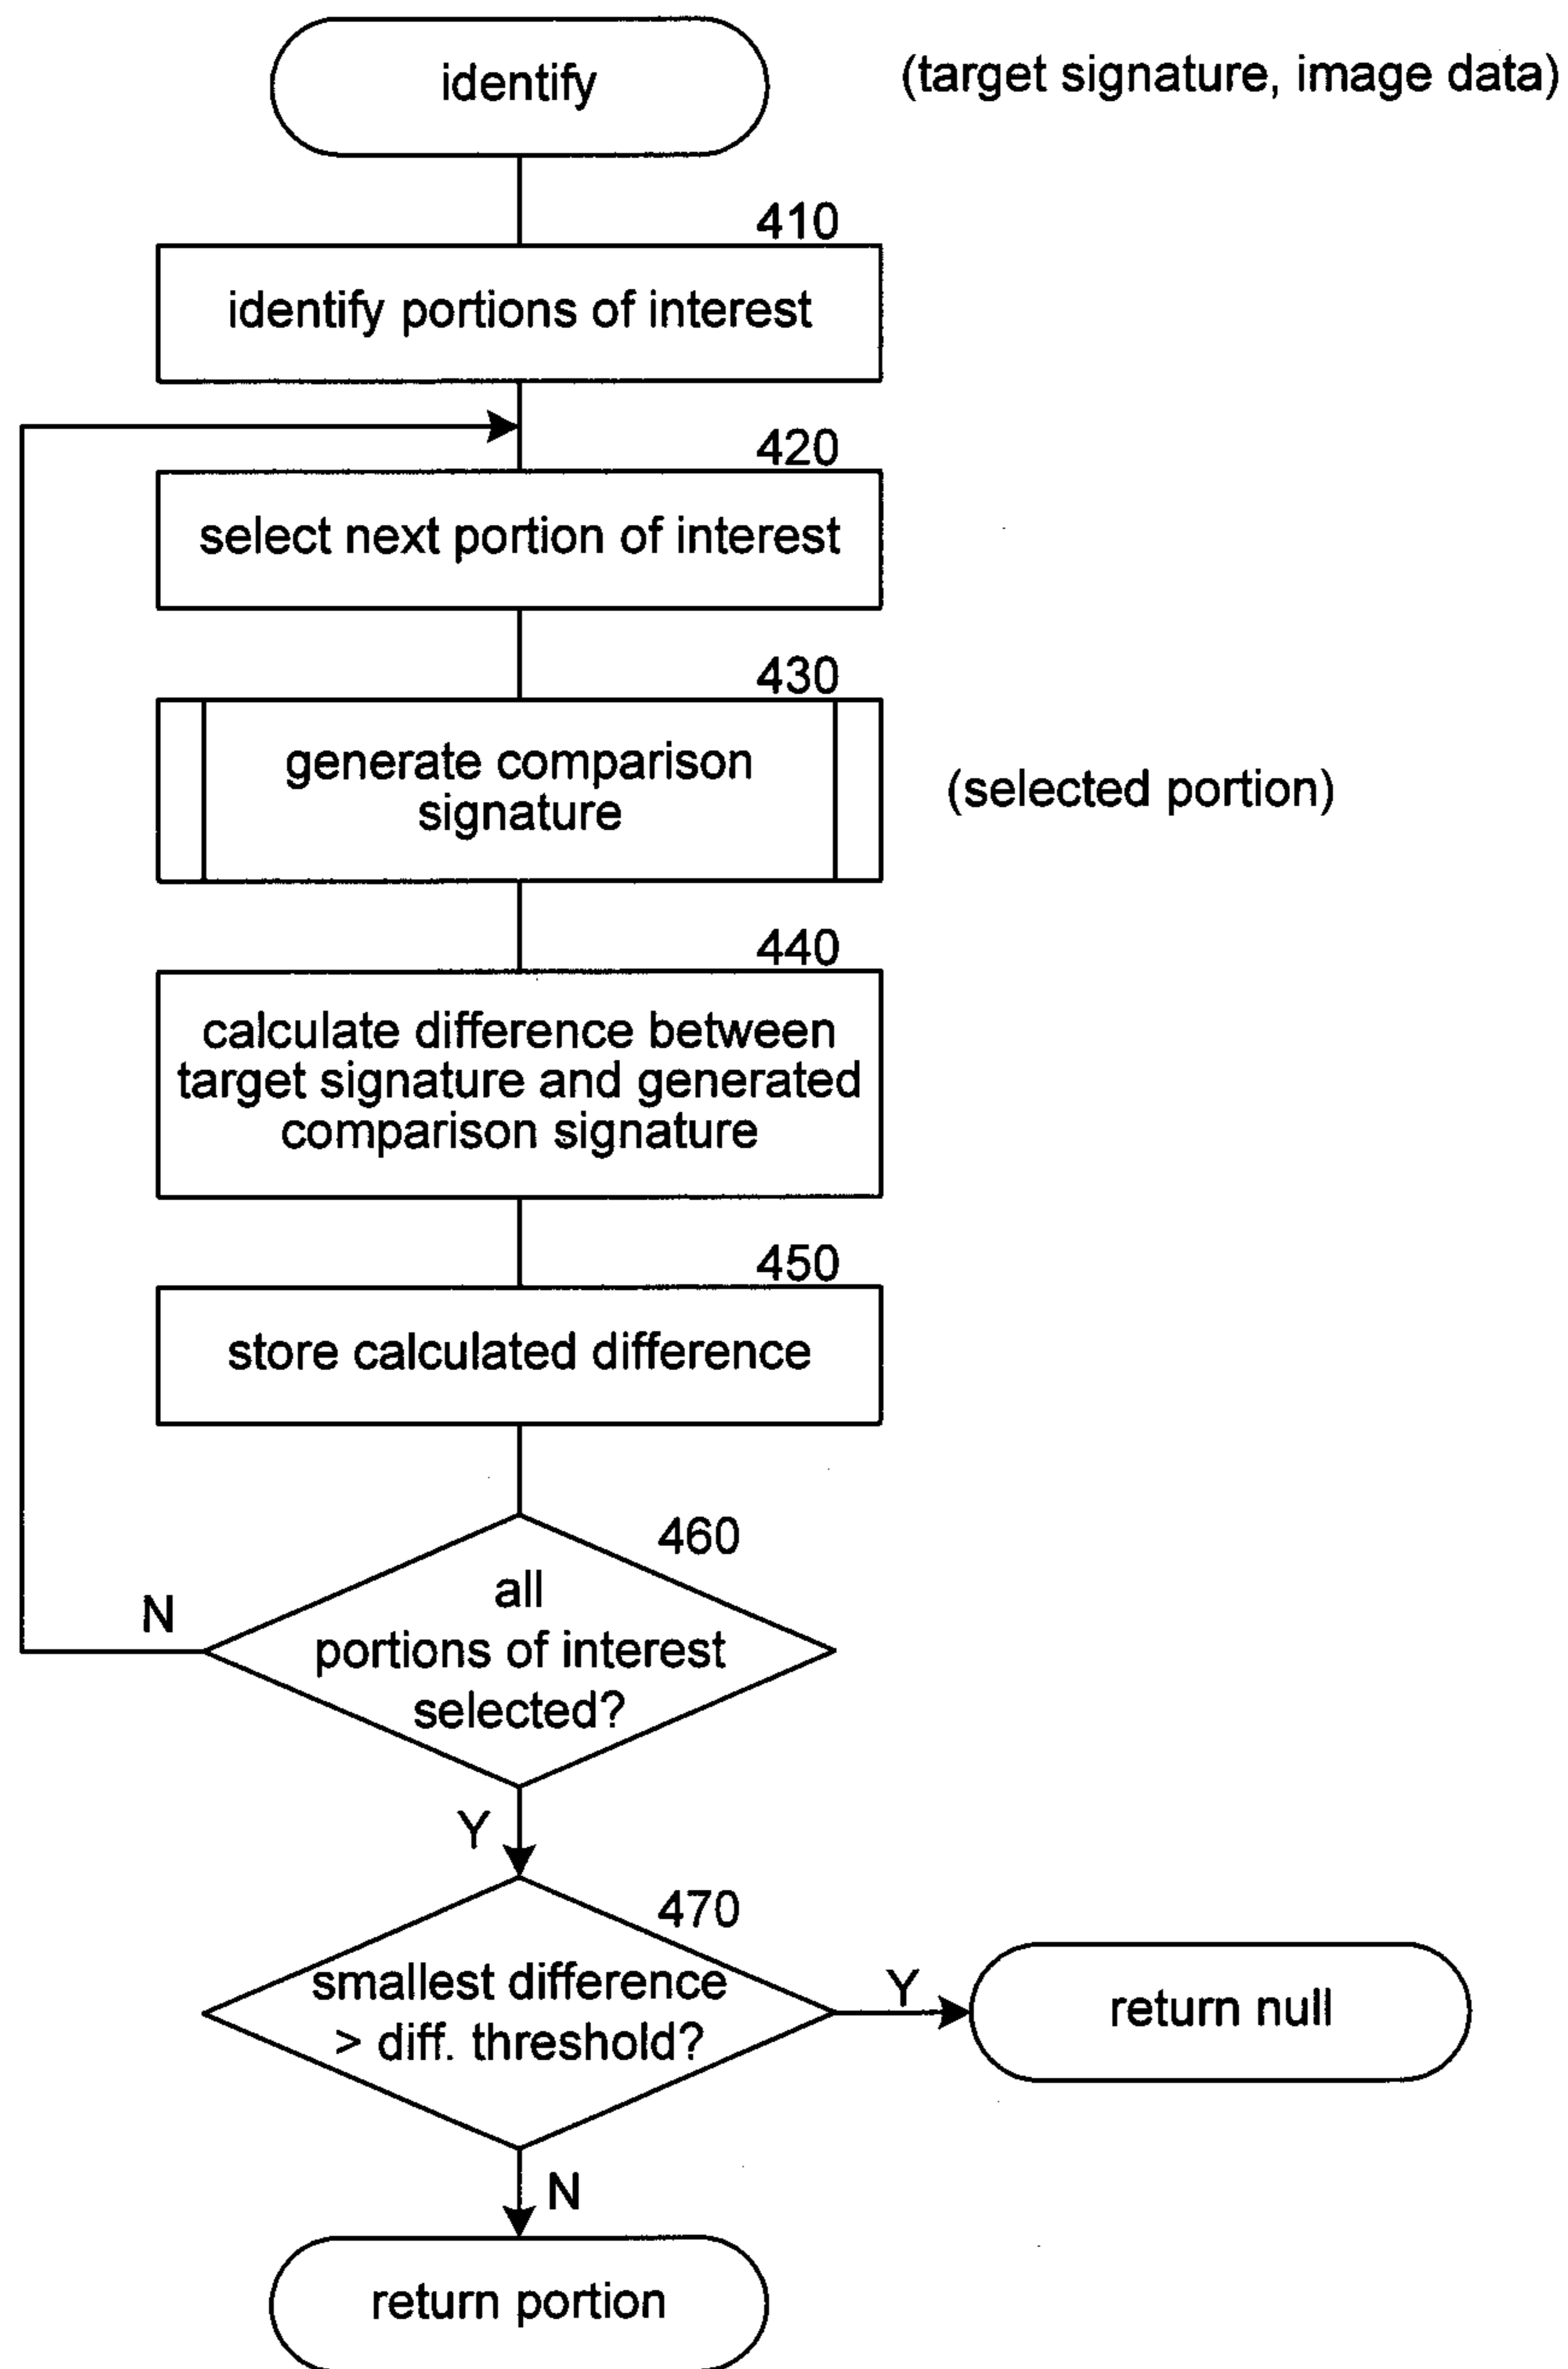 identify
(target signature, image data)
410
identify portions of interest
420
select next portion of interest
430
generate comparison
signature
(selected portion)
440
calculate difference between
target signature and generated
comparison signature
450
store calculated difference
460
all
portions of interest
selected?
N
Y
470
smallest difference
> diff. threshold?
Y
return null
N
return portion